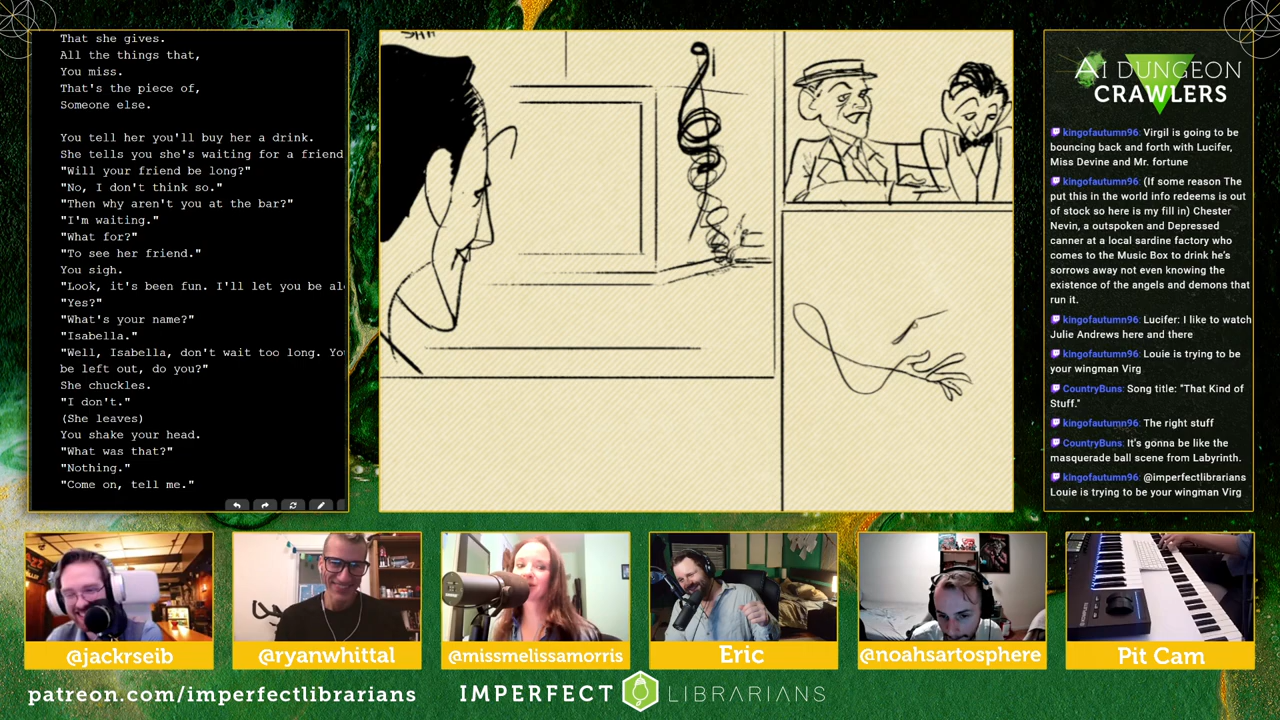 That she gives.
All the things that,
You miss.
That's the piece of,
Someone else.
You tell her you'll buy her a drink.
She tells you she's waiting for a friend
"Will your friend be long?"
"No, I don't think so."
"Then why aren't you at the bar?"
"I'm waiting."
"What for?"
"To see her friend."
You sigh.
"Look, it's been fun. I'll let you be
"Yes?"
"What's your name?"
"Isabella."
"Well, Isabella, don't wait too long.
be left out, do you?"
She chuckles.
"I don't."
(She leaves)
You shake your head.
"What was that?"
"Nothing."
"Come on, tell me."
AI DUNGEON
CRAWLERS
kingofautumn96: Virgil is going to be
bouncing back and forth with Lucifer,
Miss Devine and Mr. fortune
kingofautumn96: (If some reason The
put this in the world info redeems is out
of stock so here is my fill in) Chester
Nevin, a outspoken and Depressed
canner at a local sardine factory who
comes to the Music Box to drink he's
sorrows away not even knowing the
existence of the angels and demons that
run it.
kingofautumn96: Lucifer: I like to watch
Julie Andrews here and there
kingofautumn96: Louie is trying to be
your wingman Virg
CountryBuns: Song title: "That Kind of
Stuff."
kingofautumn96: The right stuff
CountryBuns: It's gonna be like the
masquerade ball scene from Labyrinth.
kingofautumn96: @imperfectlibrarians
Louie is trying to be your wingman Virg
@jackrseib
@ryanwhittal
@missmelissamorris
Eric
@noahsartosphere
Pit Cam
patreon.com/imperfectlibrarians
IMPERFECT LIBRARIANS